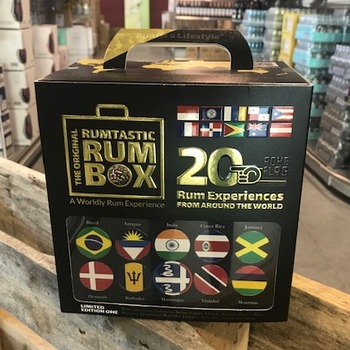 THE ORIGINAL
RUMTASTIC
RUM
BOX
A Worldly Rum Experience
20
Rum Experiences
FROM AROUND THE WORLD
Brazil
Antigua
India
Costa Rica
Jamaica
Denmark
Barbados
Martinique
Trinidad
Mauritius
LIMITED
EDITION ONE